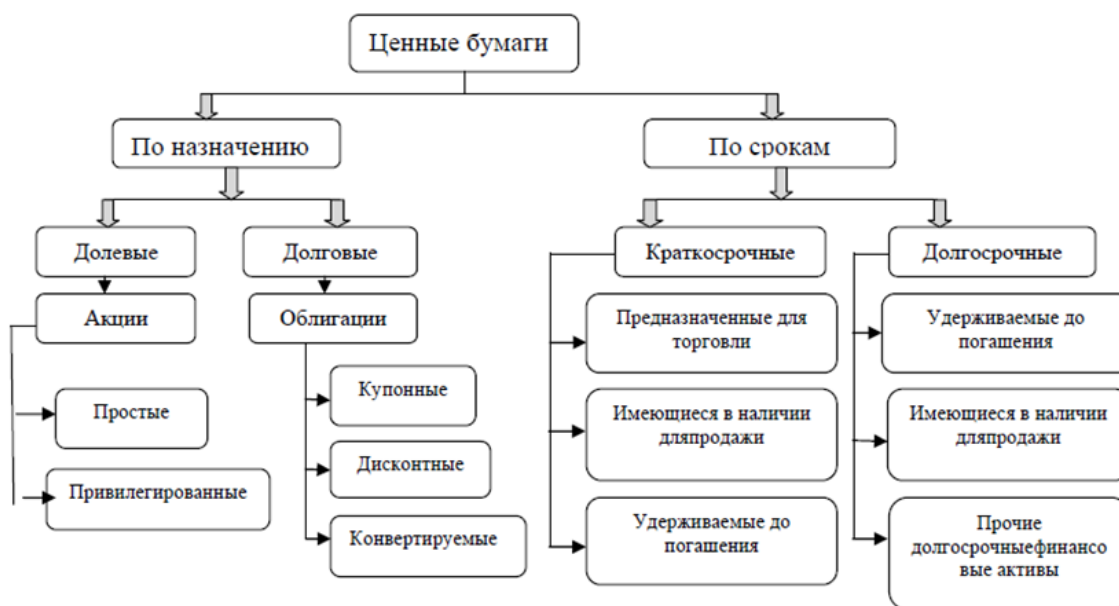 Ценные бумаги
По назначению
По срокам
Долевые
Долговые
Краткосрочные
Долгосрочные
Акции
Облигации
Предназначенные для
торговли
Удерживаемые до
погашения
Купонные
Простые
Имеющиеся в наличии
дляпродажи
Имеющиеся в наличии
дляпродажи
Дисконтные
Привилегированные
Конвертируемые
Удерживаемые до
погашения
Прочие
долгосрочныефинансо
вые активы